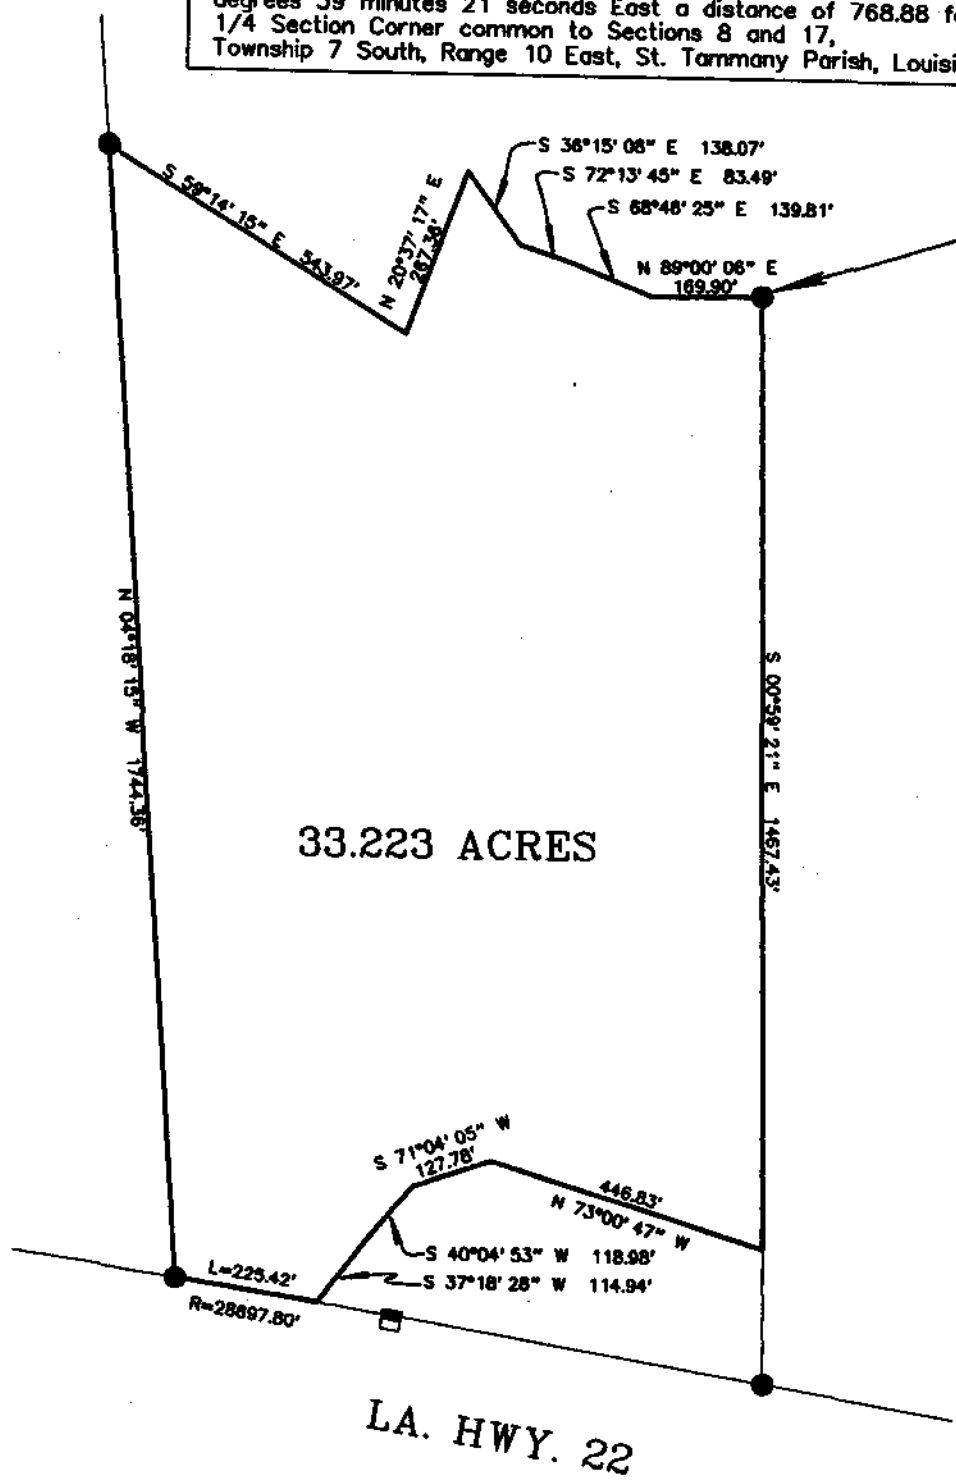 degrees 59 minutes 21 seconds East a distance of 768.88 f
1/4 Section Corner common to Sections 8 and 17,
Township 7 South, Range 10 East, St. Tammany Parish, Louisi
S 36°15' 08" E 138.07'
S 72°13' 45" E 83.49'
S 68°46' 25" E 139.81'
S 59°14' 15" E 543.97'
N 20°37' 17" E
267.36'
N 89°00' 06" E
169.90'
N 04°18' 15" W 1744.36'
S 00°59' 21" E 1467.43'
33.223 ACRES
S 71°04' 05" W
127.78'
446.83'
N 73°00' 47" W
S 40°04' 53" W 118.98'
S 37°18' 28" W 114.94'
L=225.42'
R=28697.80'
LA. HWY. 22